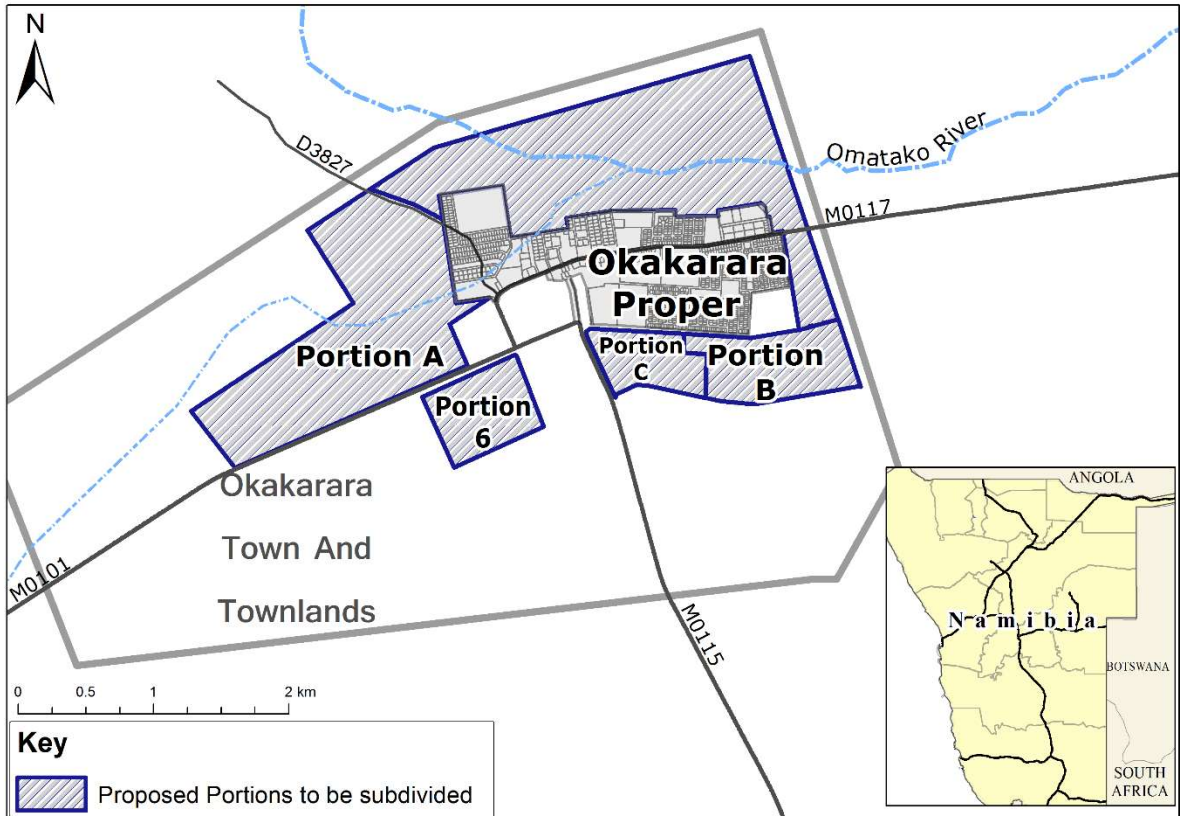 N
D3827
Omatako River
M0117
Okakarara
Proper
Portion A
Portion
C
Portion
B
Portion
6
Okakarara
Town And
Townlands
M0101
M0115
0 0.5 1 2 km
Key
Proposed Portions to be subdivided
ANGOLA
Namibia
BOTSWANA
SOUTH
AFRICA